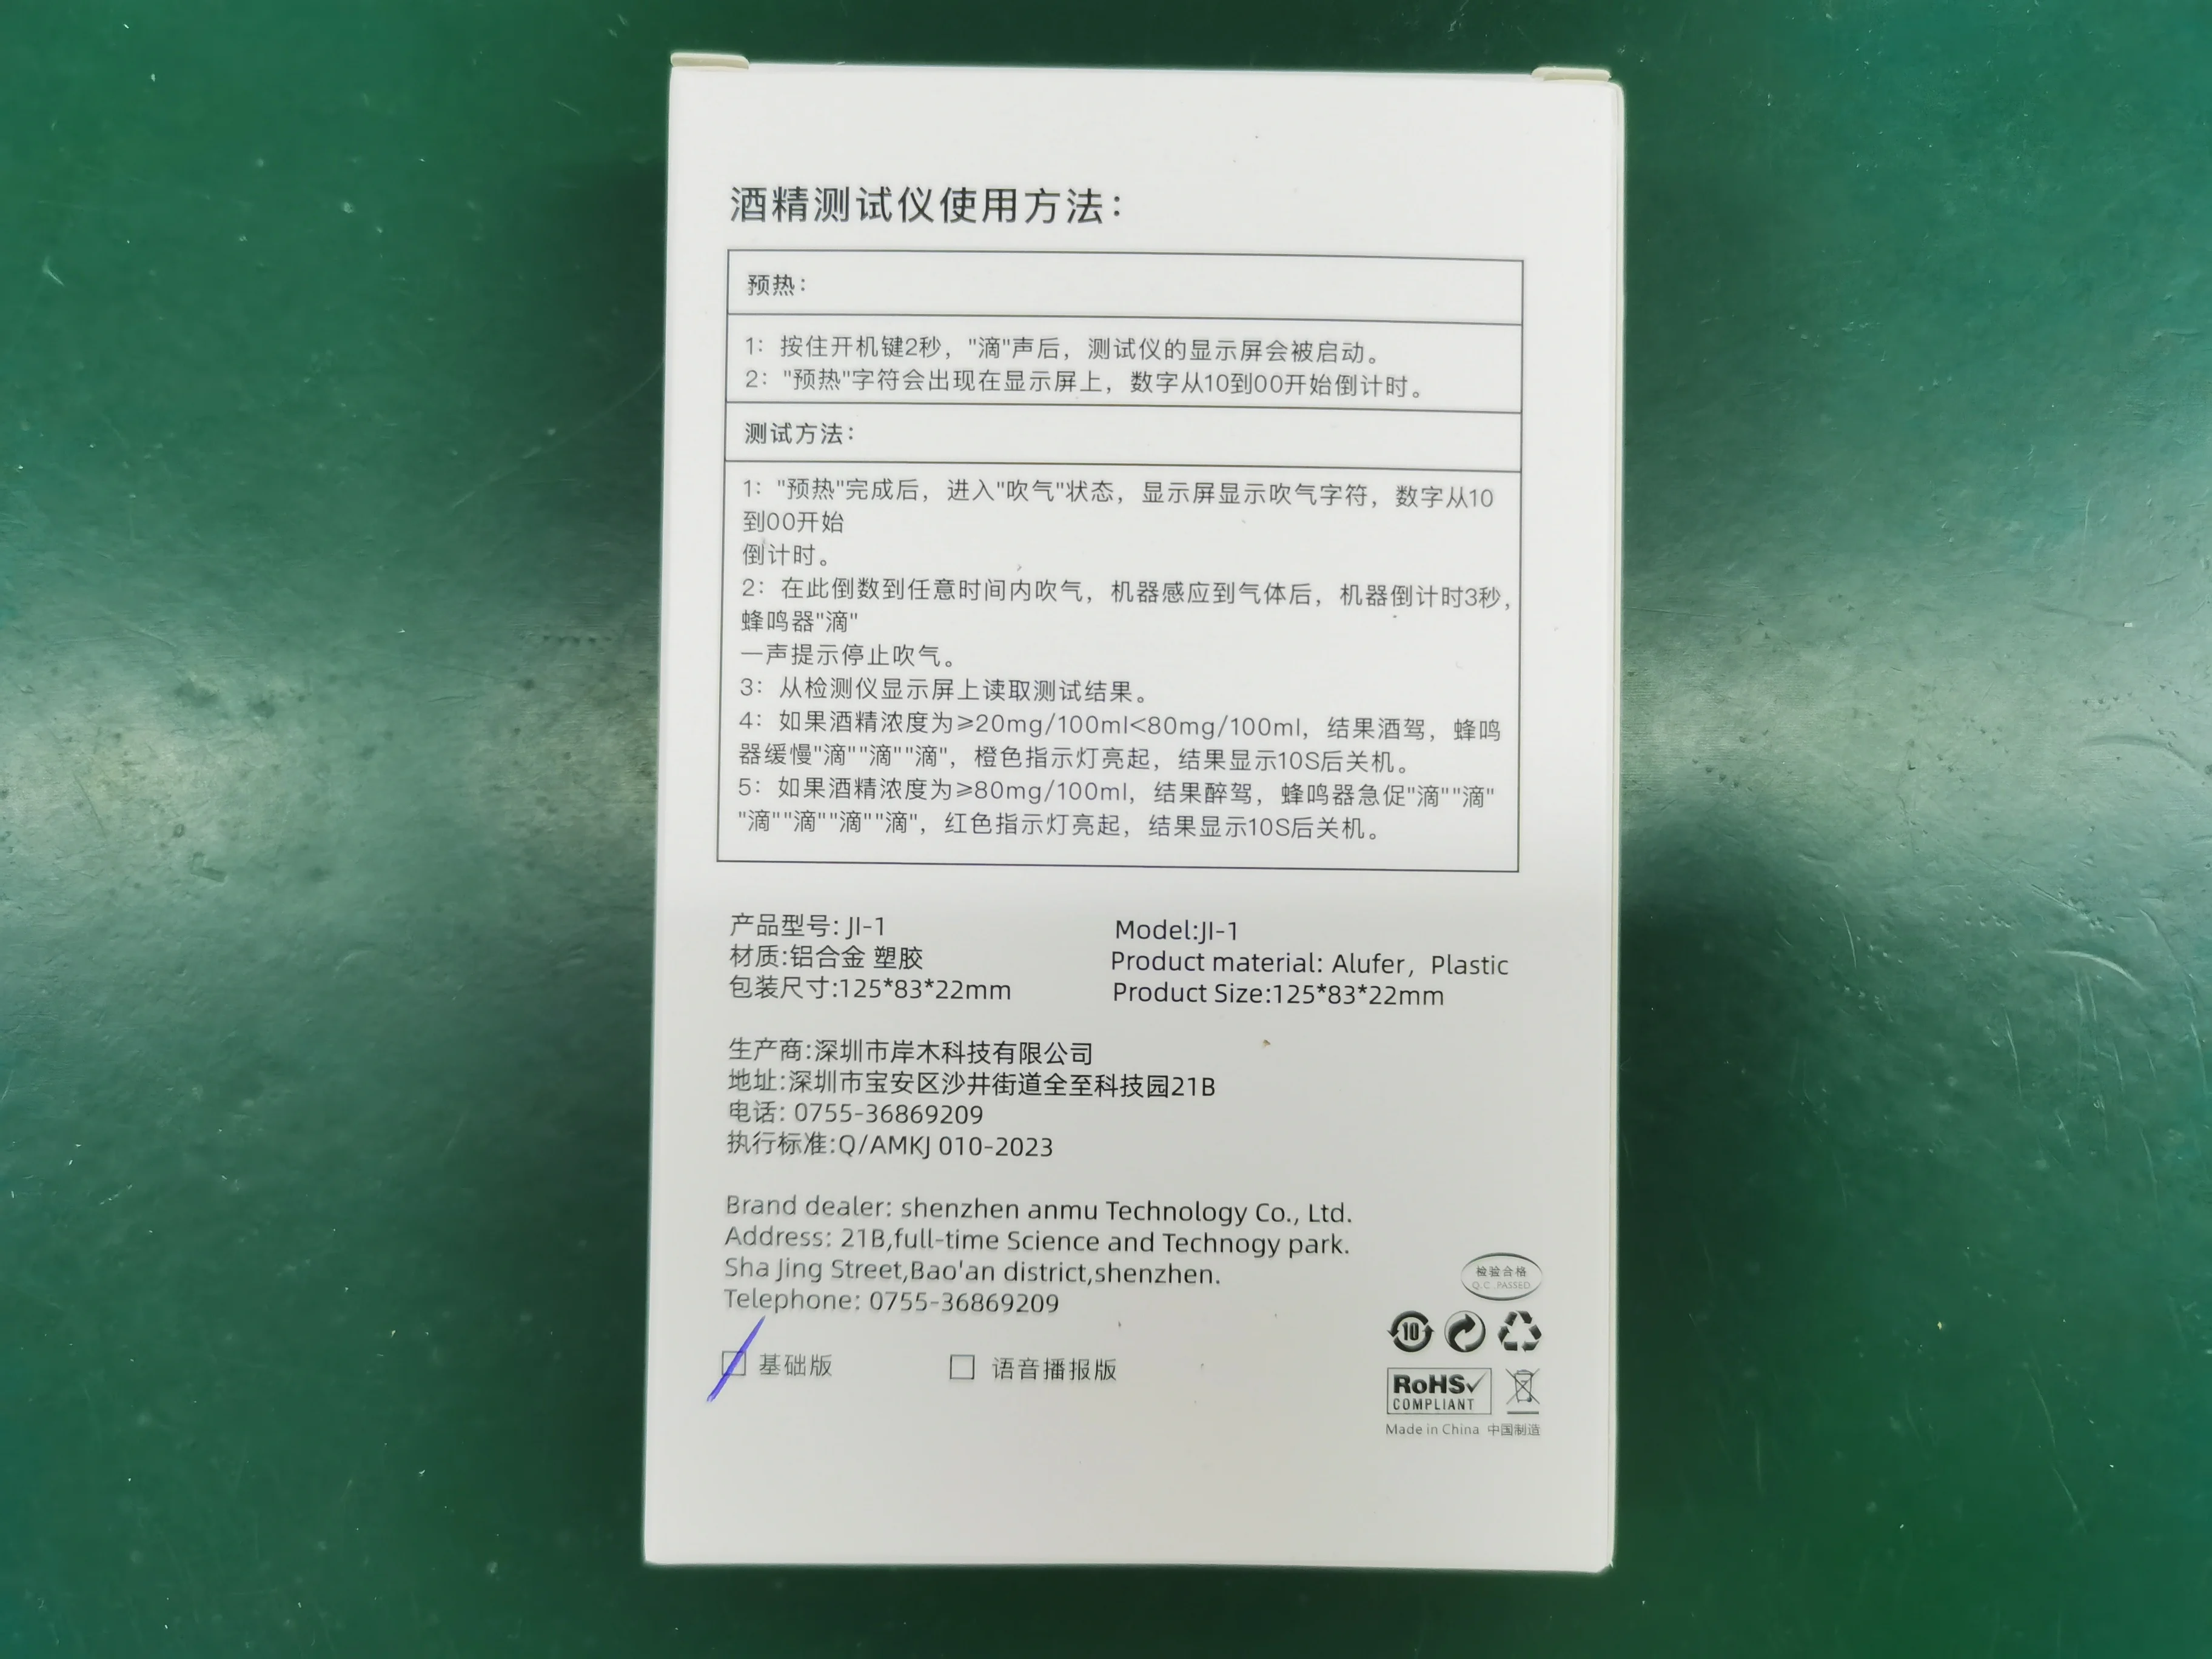 酒精测试仪使用方法：
预热：
1：按住开机键2秒，"滴"声后，测试仪的显示屏会被启动。
2："预热"字符会出现在显示屏上，数字从10到00开始倒计时。
测试方法：
1："预热"完成后，进入"吹气"状态，显示屏显示吹气字符，数字从10
到00开始
倒计时。
2：在此倒数到任意时间内吹气，机器感应到气体后，机器倒计时3秒，
蜂鸣器"滴"
一声提示停止吹气。
3：从检测仪显示屏上读取测试结果。
4：如果酒精浓度为≥20mg/100ml<80mg/100ml，结果酒驾，蜂鸣
器缓慢"滴""滴""滴"，橙色指示灯亮起，结果显示10S后关机。
5：如果酒精浓度为≥80mg/100ml，结果醉驾，蜂鸣器急促"滴""滴"
"滴""滴""滴""滴"，红色指示灯亮起，结果显示10S后关机。
产品型号: JI-1
材质:铝合金 塑胶
包装尺寸:125*83*22mm
Model:JI-1
Product material: Alufer，Plastic
Product Size:125*83*22mm
生产商:深圳市岸木科技有限公司
地址:深圳市宝安区沙井街道全至科技园21B
电话: 0755-36869209
执行标准:Q/AMKJ 010-2023
Brand dealer: shenzhen anmu Technology Co., Ltd.
Address: 21B,full-time Science and Technogy park.
Sha Jing Street,Bao'an district,shenzhen.
Telephone: 0755-36869209
基础版
语音播报版
检验合格
Q.C. PASSED
10
RoHS
COMPLIANT
Made in China 中国制造